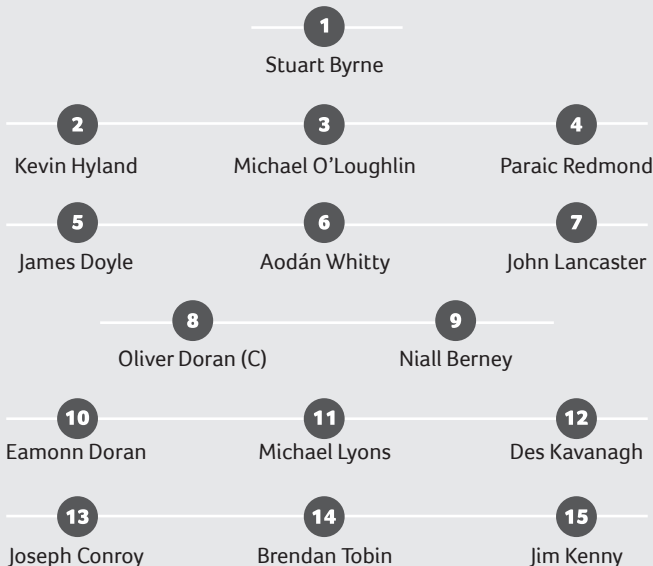 1
Stuart Byrne
2 3 4
Kevin Hyland Michael O’Loughlin Paraic Redmond
5 6 7
James Doyle Aodán Whitty John Lancaster
8 9
Oliver Doran (C) Niall Berney
10 11 12
Eamonn Doran Michael Lyons Des Kavanagh
13 14 15
Joseph Conroy Brendan Tobin Jim Kenny